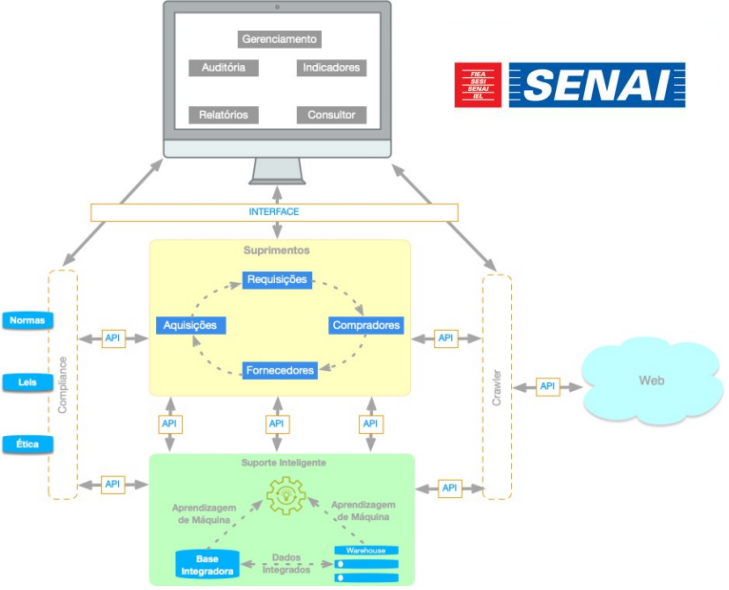 Gerenciamento
Auditória
Indicadores
Relatórios
Consultor
FIEA
SESI
SENAI
IEL
SENAI
INTERFACE
Suprimentos
Requisições
Aquisições
Compradores
Fornecedores
Normas
Leis
Ética
Compliance
API
API
API
Crawler
Web
API
API
API
Suporte Inteligente
API
API
Aprendizagem
de Máquina
Aprendizagem
de Máquina
Base
Integradora
Dados
Integrados
Warehouse